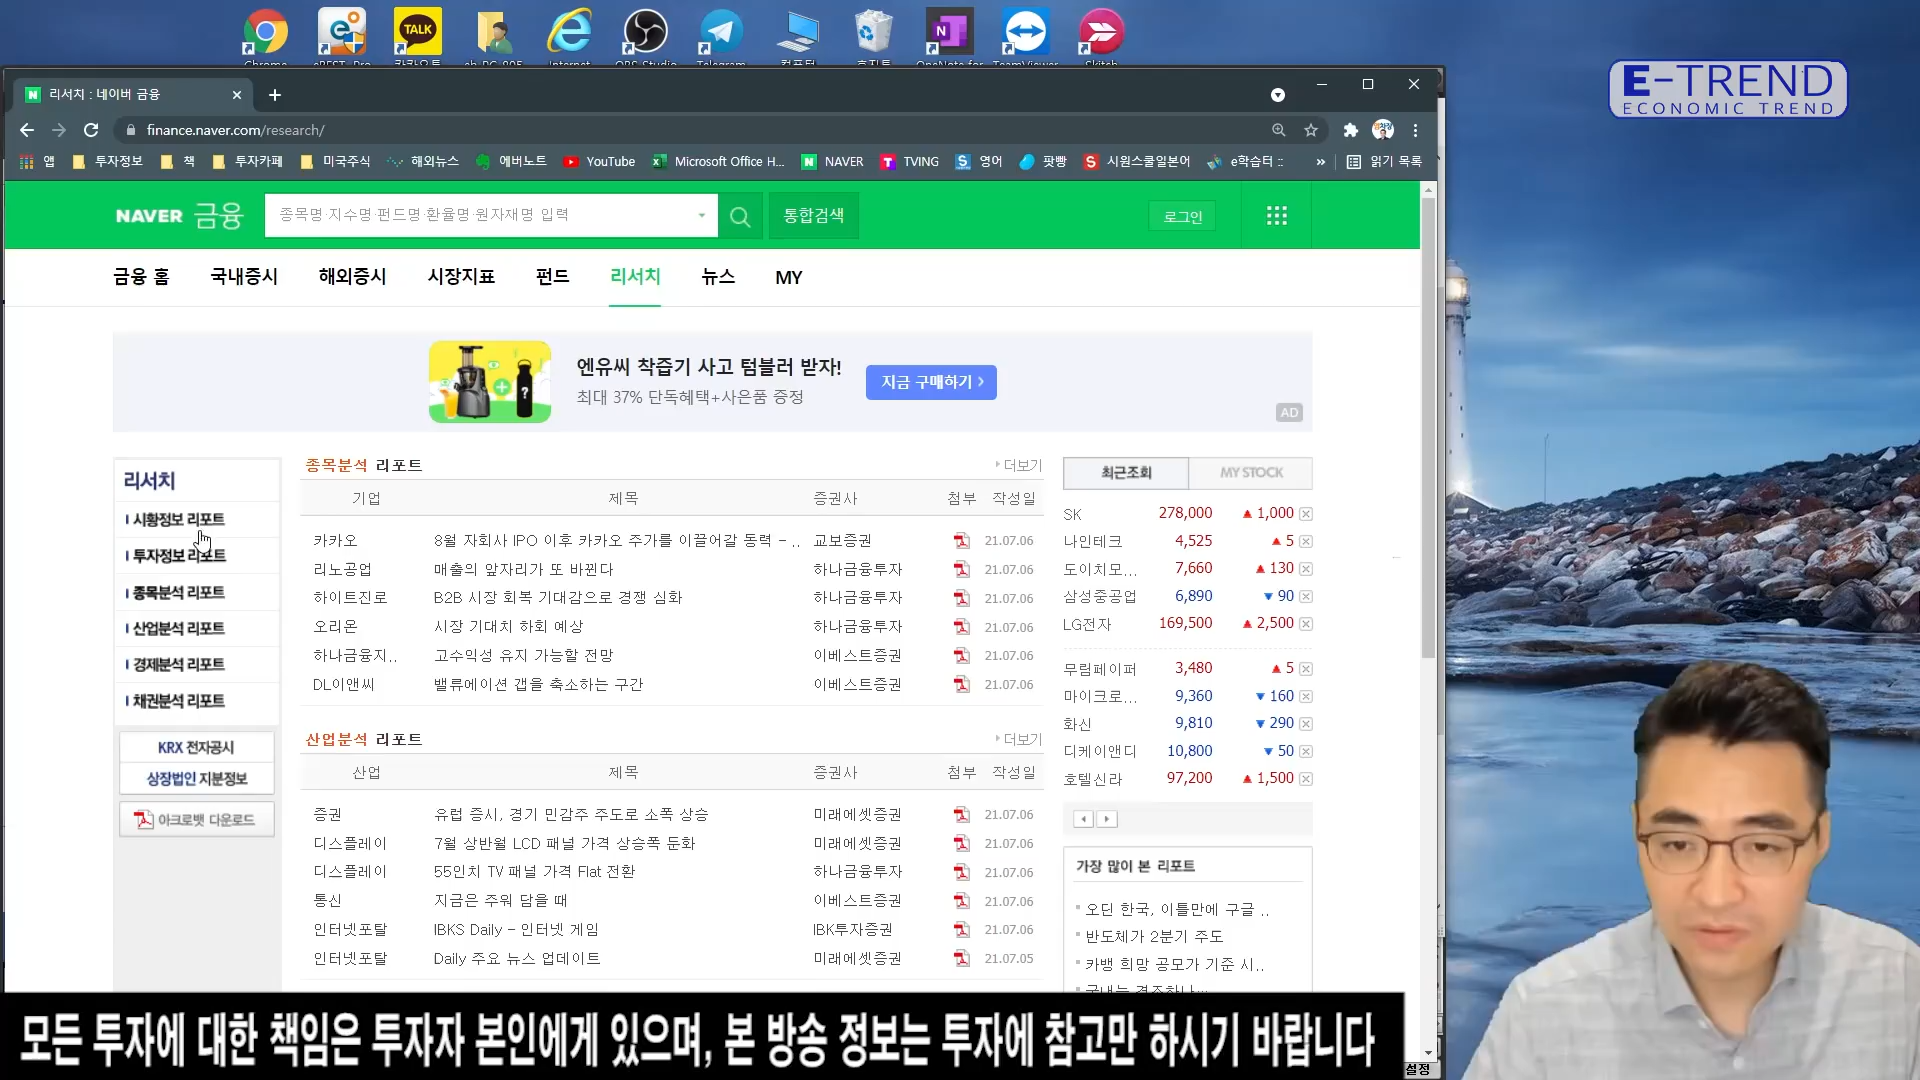 Chrome
eBEST Pro
카카오톡
Internet
OBS Studio
Telegram
컴퓨터
휴지통
OneNote for
TeamViewer
Skitch
TALK
E-TREND
ECONOMIC TREND
리서치 : 네이버 금융
finance.naver.com/research/
앱 투자정보 책 투자카페 미국주식 해외뉴스 에버노트 YouTube Microsoft Office H... NAVER TVING 영어 팟빵 시원스쿨일본어 e학습터 :: » 읽기 목록
NAVER 금융
종목명·지수명·펀드명·환율명·원자재명 입력
통합검색
로그인
금융 홈 국내증시 해외증시 시장지표 펀드 리서치 뉴스 MY
엔유씨 착즙기 사고 텀블러 받자!
최대 37% 단독혜택+사은품 증정
지금 구매하기 >
AD
리서치
시황정보 리포트
투자정보 리포트
종목분석 리포트
산업분석 리포트
경제분석 리포트
채권분석 리포트
KRX 전자공시
상장법인 지분정보
아크로뱃 다운로드
종목분석 리포트 더보기
기업 제목 증권사 첨부 작성일
카카오 8월 자회사 IPO 이후 카카오 주가를 이끌어갈 동력 - .. 교보증권 21.07.06
리노공업 매출의 앞자리가 또 바뀐다 하나금융투자 21.07.06
하이트진로 B2B 시장 회복 기대감으로 경쟁 심화 하나금융투자 21.07.06
오리온 시장 기대치 하회 예상 하나금융투자 21.07.06
하나금융지.. 고수익성 유지 가능할 전망 이베스트증권 21.07.06
DL이앤씨 밸류에이션 갭을 축소하는 구간 이베스트증권 21.07.06
산업분석 리포트 더보기
산업 제목 증권사 첨부 작성일
증권 유럽 증시, 경기 민감주 주도로 소폭 상승 미래에셋증권 21.07.06
디스플레이 7월 상반월 LCD 패널 가격 상승폭 둔화 미래에셋증권 21.07.06
디스플레이 55인치 TV 패널 가격 Flat 전환 하나금융투자 21.07.06
통신 지금은 주워 담을 때 이베스트증권 21.07.06
인터넷포탈 IBKS Daily - 인터넷 게임 IBK투자증권 21.07.06
인터넷포탈 Daily 주요 뉴스 업데이트 미래에셋증권 21.07.05
최근조회 MY STOCK
SK 278,000 ▲ 1,000
나인테크 4,525 ▲ 5
도이치모... 7,660 ▲ 130
삼성중공업 6,890 ▼ 90
LG전자 169,500 ▲ 2,500
무림페이퍼 3,480 ▲ 5
마이크로... 9,360 ▼ 160
화신 9,810 ▼ 290
디케이앤디 10,800 ▼ 50
호텔신라 97,200 ▲ 1,500
가장 많이 본 리포트
오딘 한국, 이틀만에 구글 ..
반도체가 2분기 주도
카뱅 희망 공모가 기준 시..
모든 투자에 대한 책임은 투자자 본인에게 있으며, 본 방송 정보는 투자에 참고만 하시기 바랍니다
설정